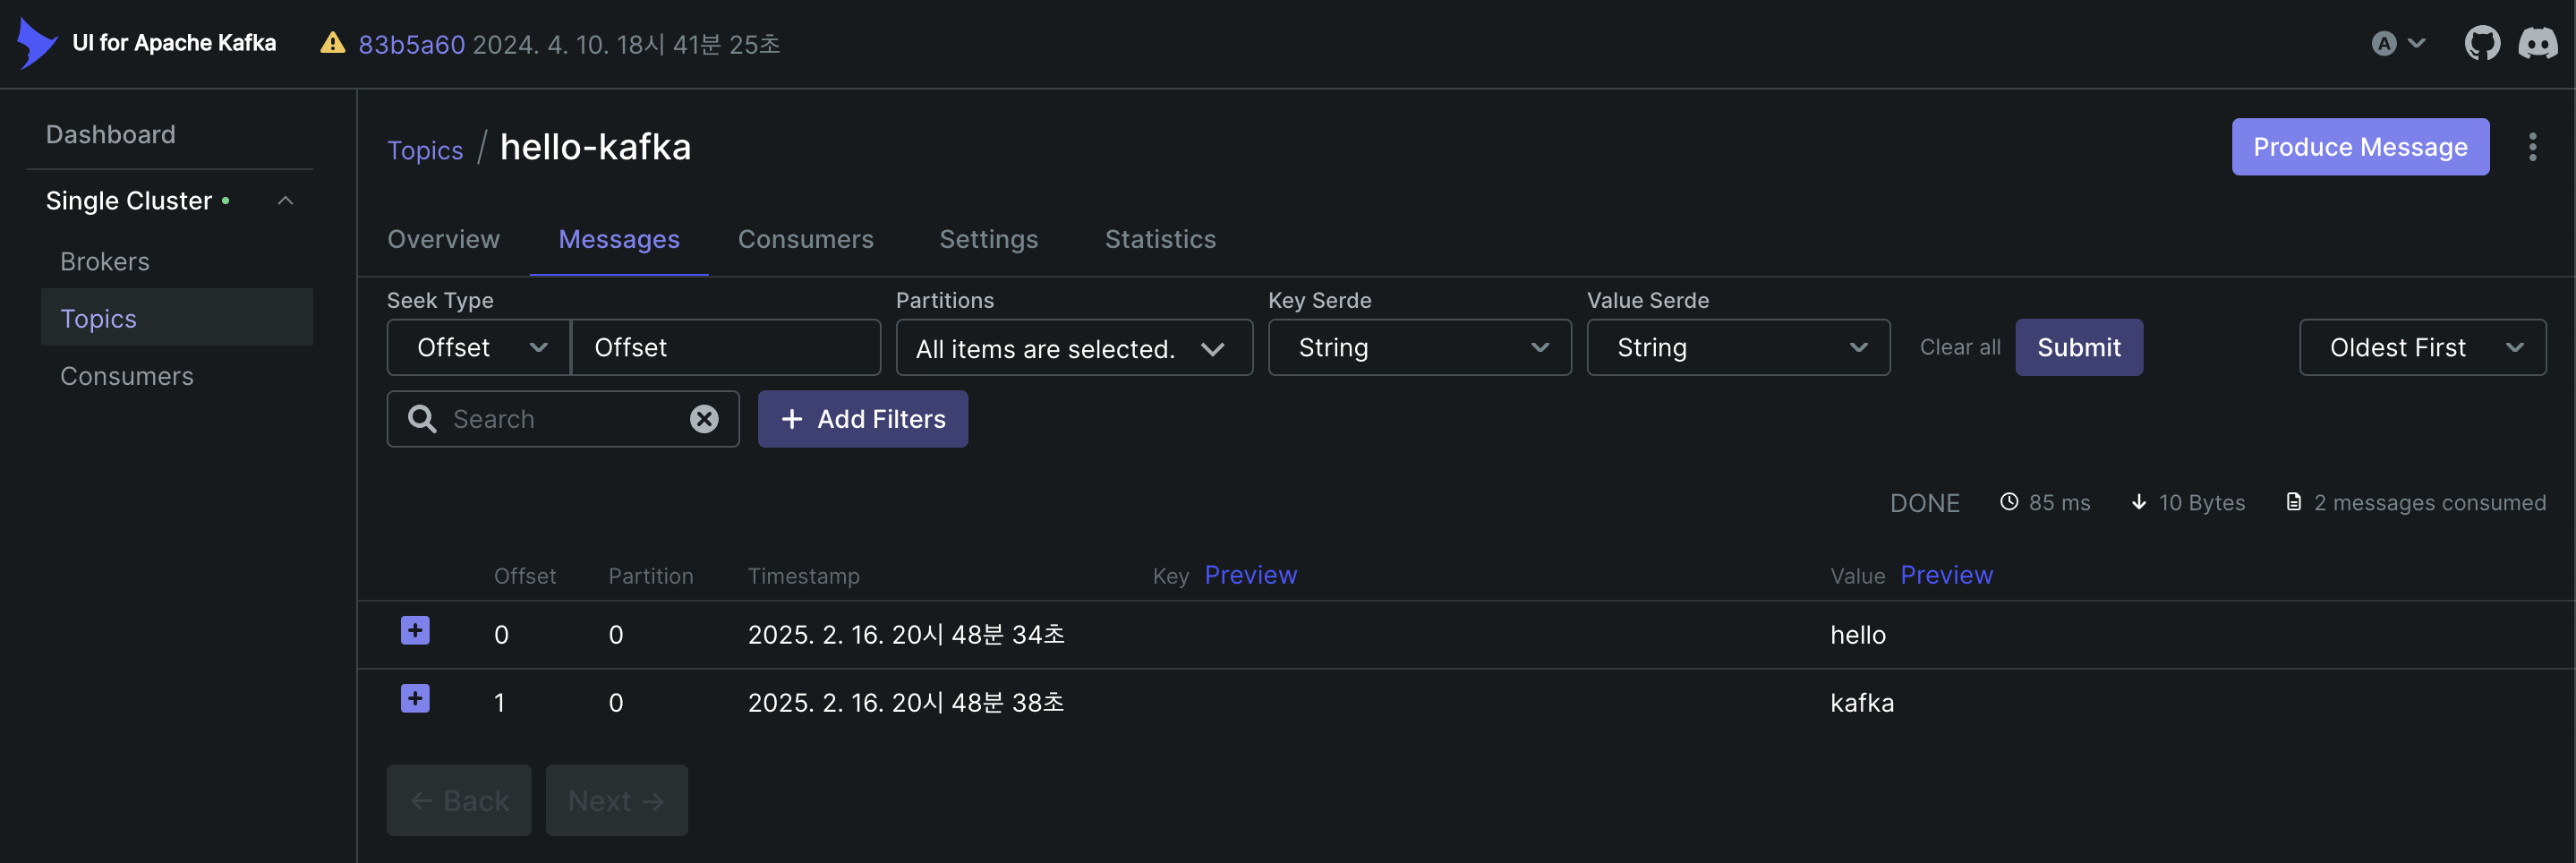 UI for Apache Kafka 83b5a60 2024. 4. 10. 18시 41분 25초 A
Dashboard
Single Cluster
Brokers
Topics
Consumers
Topics / hello-kafka
Produce Message
Overview Messages Consumers Settings Statistics
Seek Type Partitions Key Serde Value Serde
Offset Offset All items are selected. String String Clear all Submit Oldest First
Search + Add Filters
DONE 85 ms 10 Bytes 2 messages consumed
Offset Partition Timestamp Key Preview Value Preview
0 0 2025. 2. 16. 20시 48분 34초 hello
1 0 2025. 2. 16. 20시 48분 38초 kafka
← Back Next →